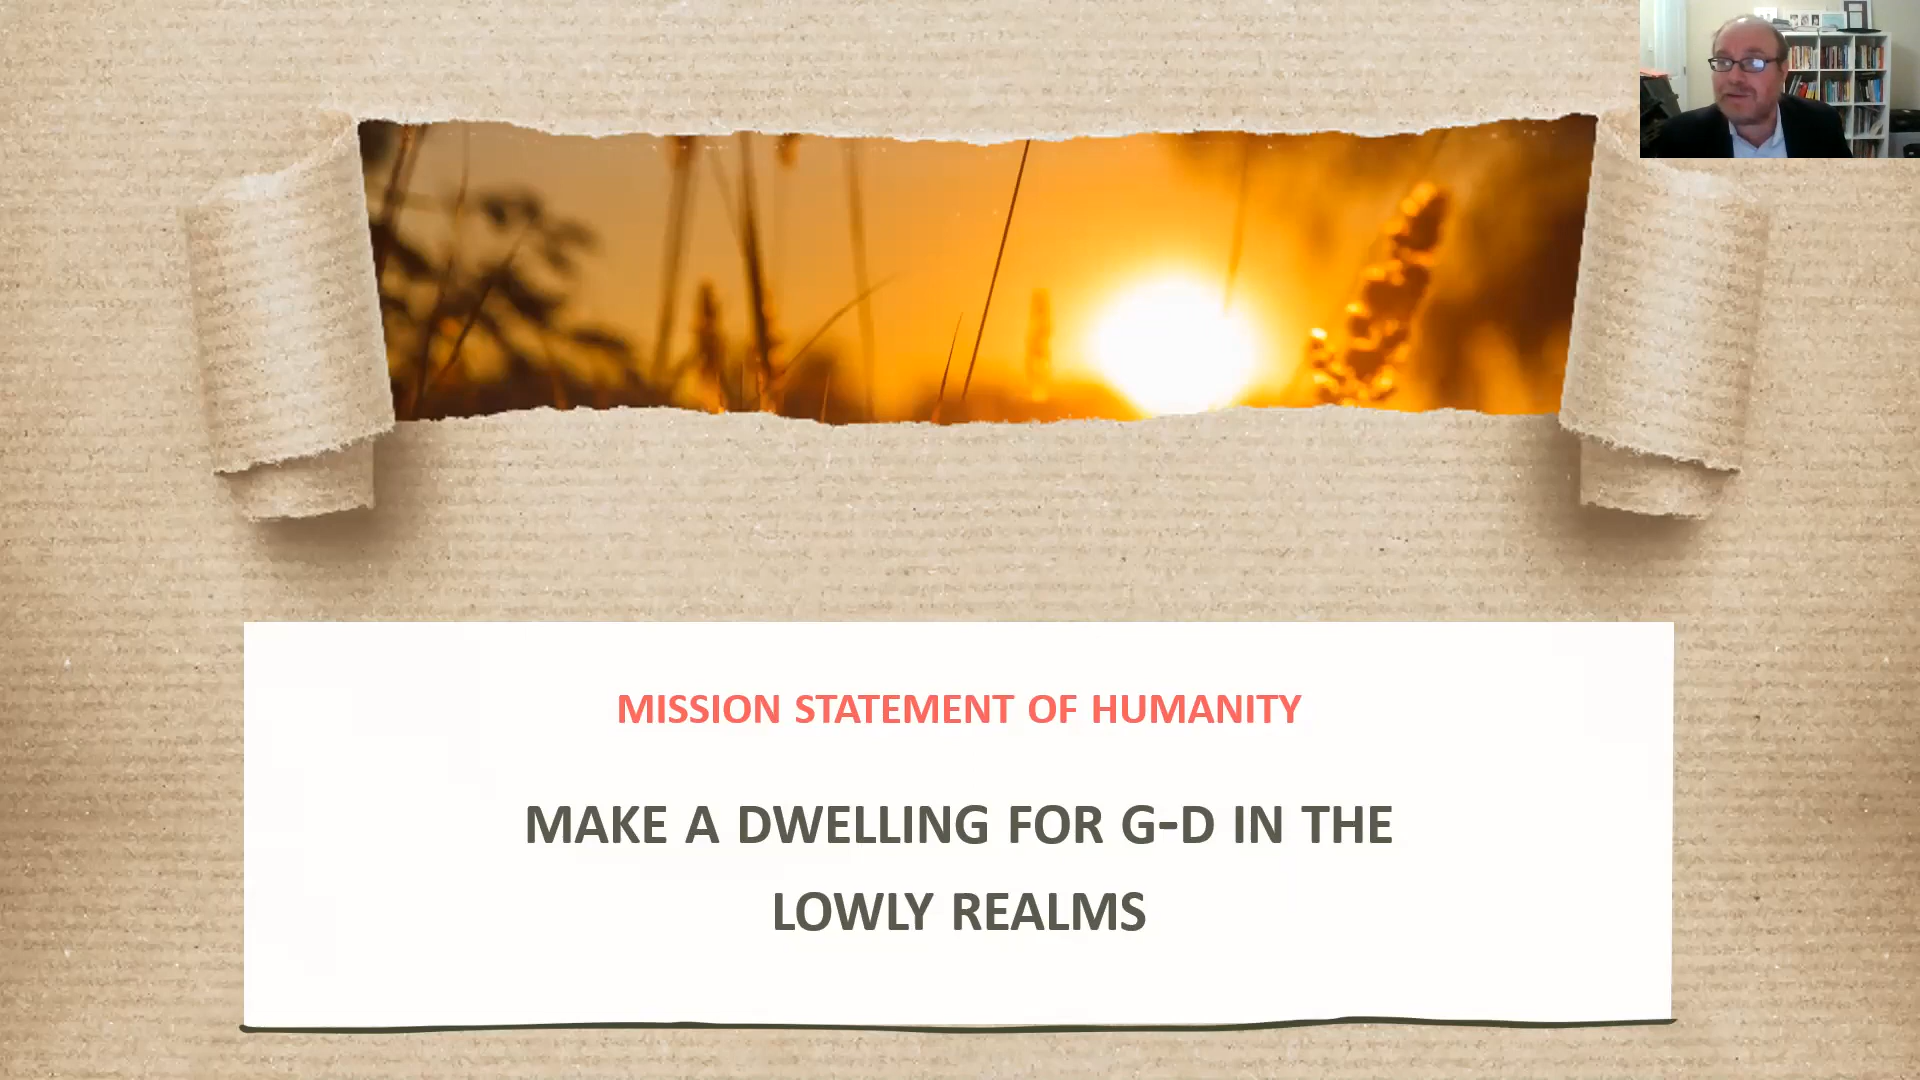 MISSION STATEMENT OF HUMANITY
MAKE A DWELLING FOR G-D IN THE
LOWLY REALMS